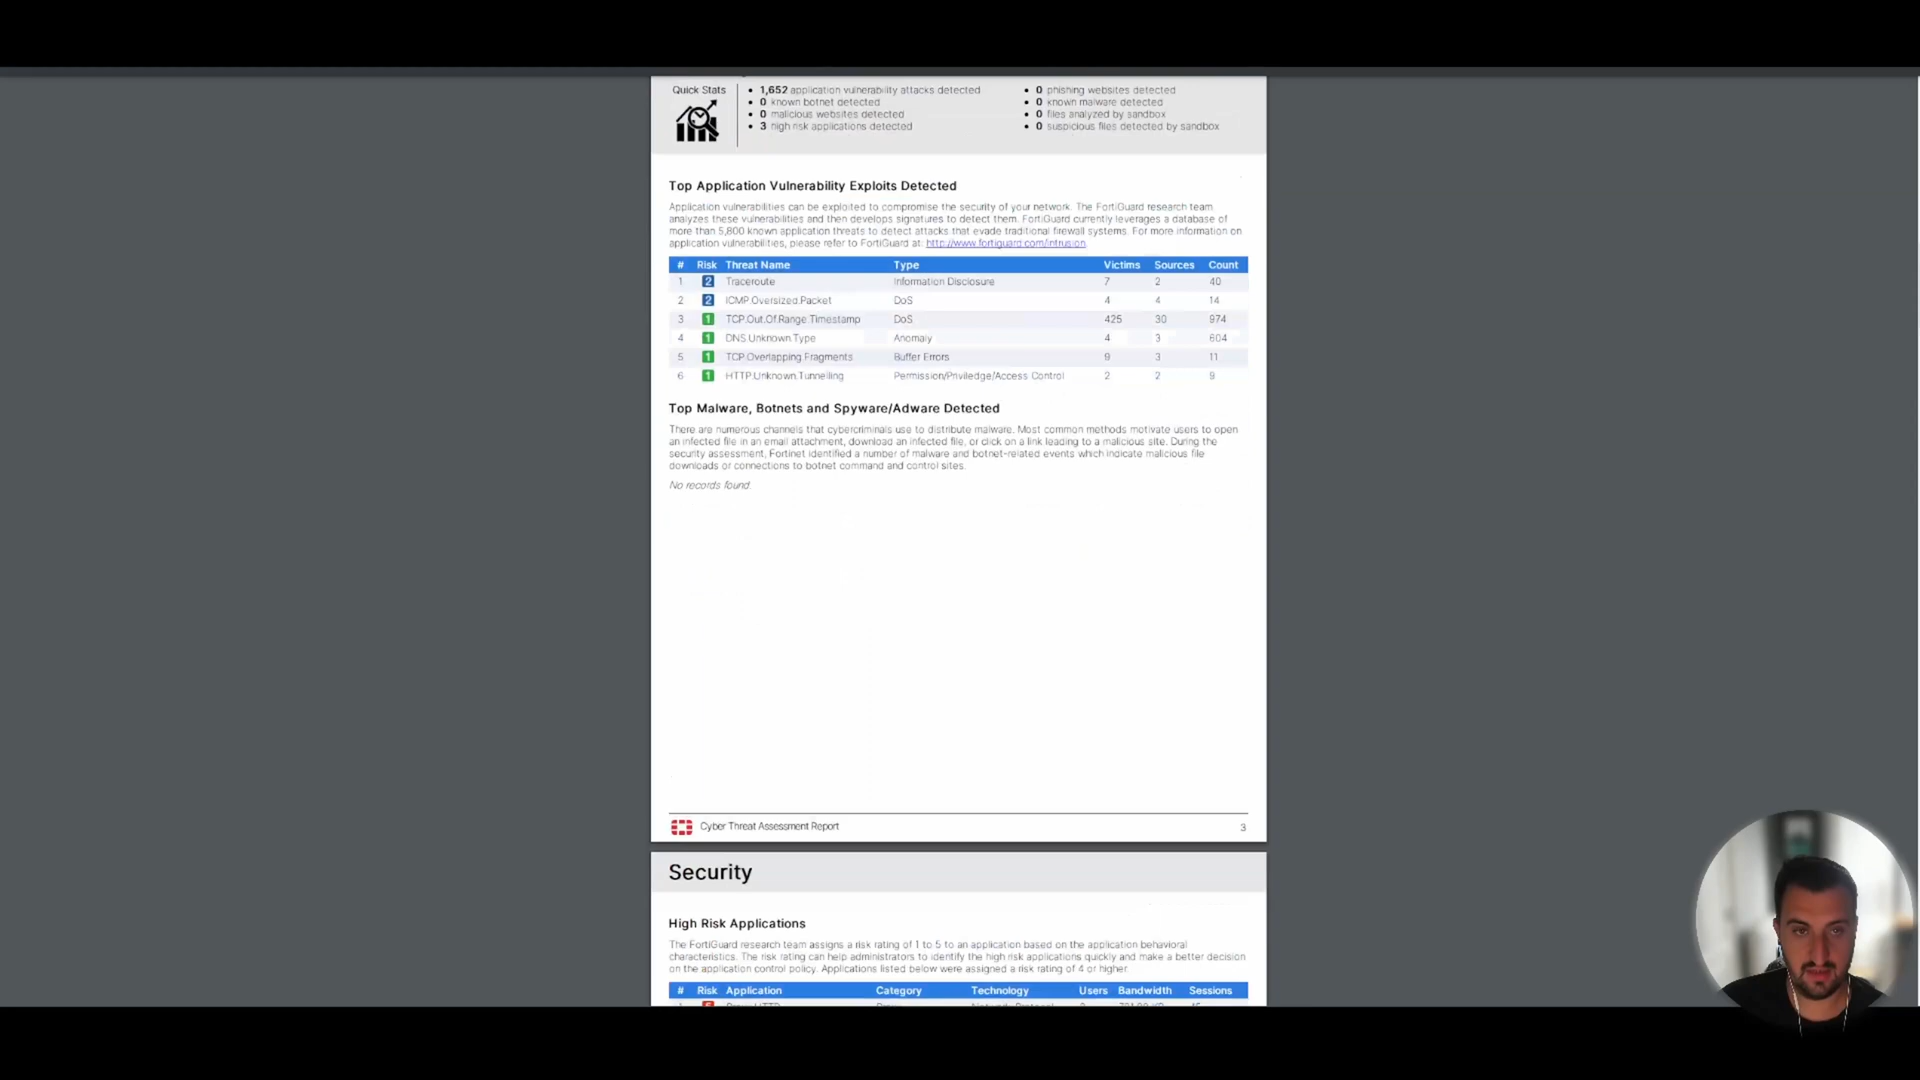 Quick Stats
• 1,652 application vulnerability attacks detected
• 0 known botnet detected
• 0 malicious websites detected
• 3 high risk applications detected
• 0 phishing websites detected
• 0 known malware detected
• 0 files analyzed by sandbox
• 0 suspicious files detected by sandbox
Top Application Vulnerability Exploits Detected
Application vulnerabilities can be exploited to compromise the security of your network. The FortiGuard research team
analyzes these vulnerabilities and then develops signatures to detect them. FortiGuard currently leverages a database of
more than 5,800 known application threats to detect attacks that evade traditional firewall systems. For more information on
application vulnerabilities, please refer to FortiGuard at: http://www.fortiguard.com/intrusion.
# Risk Threat Name Type Victims Sources Count
1 2 Traceroute Information Disclosure 7 2 40
2 2 ICMP.Oversized.Packet DoS 4 4 14
3 1 TCP.Out.Of.Range.Timestamp DoS 425 30 974
4 1 DNS.Unknown.Type Anomaly 4 3 604
5 1 TCP.Overlapping.Fragments Buffer Errors 9 3 11
6 1 HTTP.Unknown.Tunnelling Permission/Priviledge/Access Control 2 2 9
Top Malware, Botnets and Spyware/Adware Detected
There are numerous channels that cybercriminals use to distribute malware. Most common methods motivate users to open
an infected file in an email attachment, download an infected file, or click on a link leading to a malicious site. During the
security assessment, Fortinet identified a number of malware and botnet-related events which indicate malicious file
downloads or connections to botnet command and control sites.
No records found.
Cyber Threat Assessment Report 3
Security
High Risk Applications
The FortiGuard research team assigns a risk rating of 1 to 5 to an application based on the application behavioral
characteristics. The risk rating can help administrators to identify the high risk applications quickly and make a better decision
on the application control policy. Applications listed below were assigned a risk rating of 4 or higher.
# Risk Application Category Technology Users Bandwidth Sessions